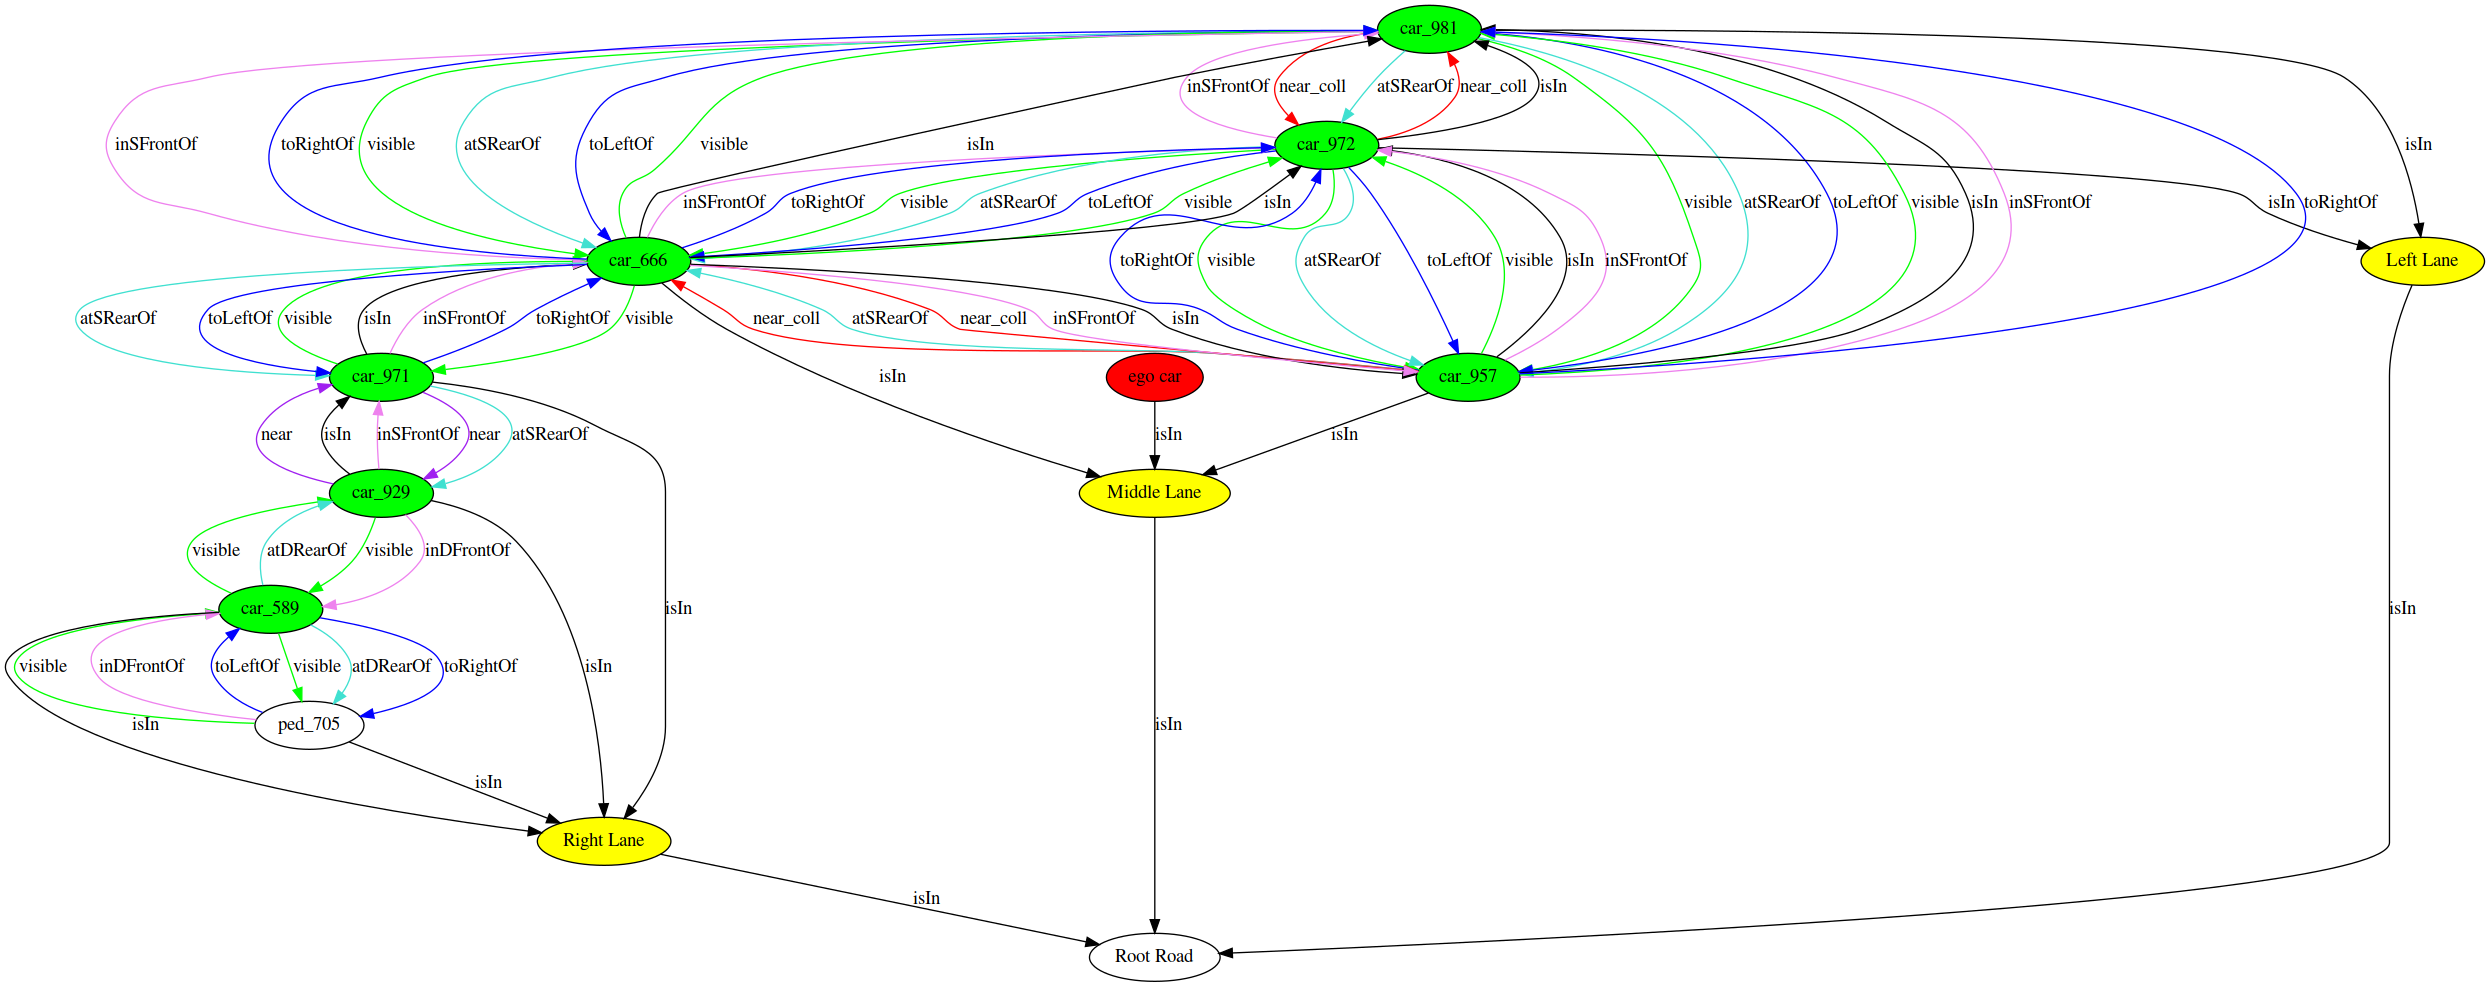 car_981
inSFrontOf near_coll atSRearOf near_coll isIn
inSFrontOf toRightOf visible atSRearOf toLeftOf visible isIn car_972 isIn
inSFrontOf toRightOf visible atSRearOf toLeftOf visible isIn visible atSRearOf toLeftOf visible isIn inSFrontOf toRightOf isIn
car_666 toRightOf visible atSRearOf toLeftOf visible isIn inSFrontOf Left Lane
atSRearOf toLeftOf visible isIn inSFrontOf toRightOf visible near_coll atSRearOf near_coll inSFrontOf isIn
car_971 isIn ego car car_957
near isIn inSFrontOf near atSRearOf isIn isIn
car_929 Middle Lane
visible atDRearOf visible inDFrontOf
car_589 isIn isIn
visible inDFrontOf toLeftOf visible atDRearOf toRightOf isIn
isIn ped_705 isIn
isIn
Right Lane
isIn
Root Road